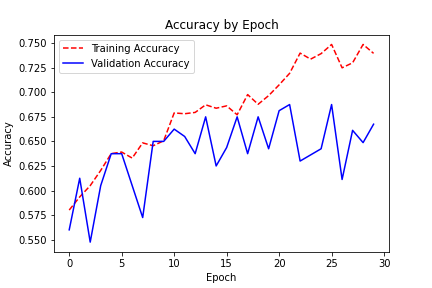 Accuracy by Epoch
Training Accuracy
Validation Accuracy
0.750
0.725
0.700
0.675
0.650
0.625
0.600
0.575
0.550
Accuracy
0 5 10 15 20 25 30
Epoch